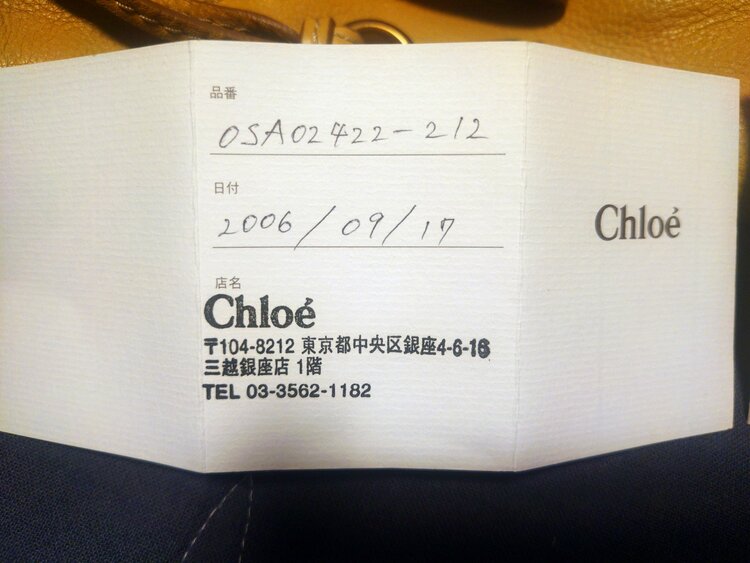 品番
OSA02422-212
日付
2006/09/17
店名
Chloé
〒104-8212 東京都中央区銀座4-6-16
三越銀座店 1階
TEL 03-3562-1182
Chloé